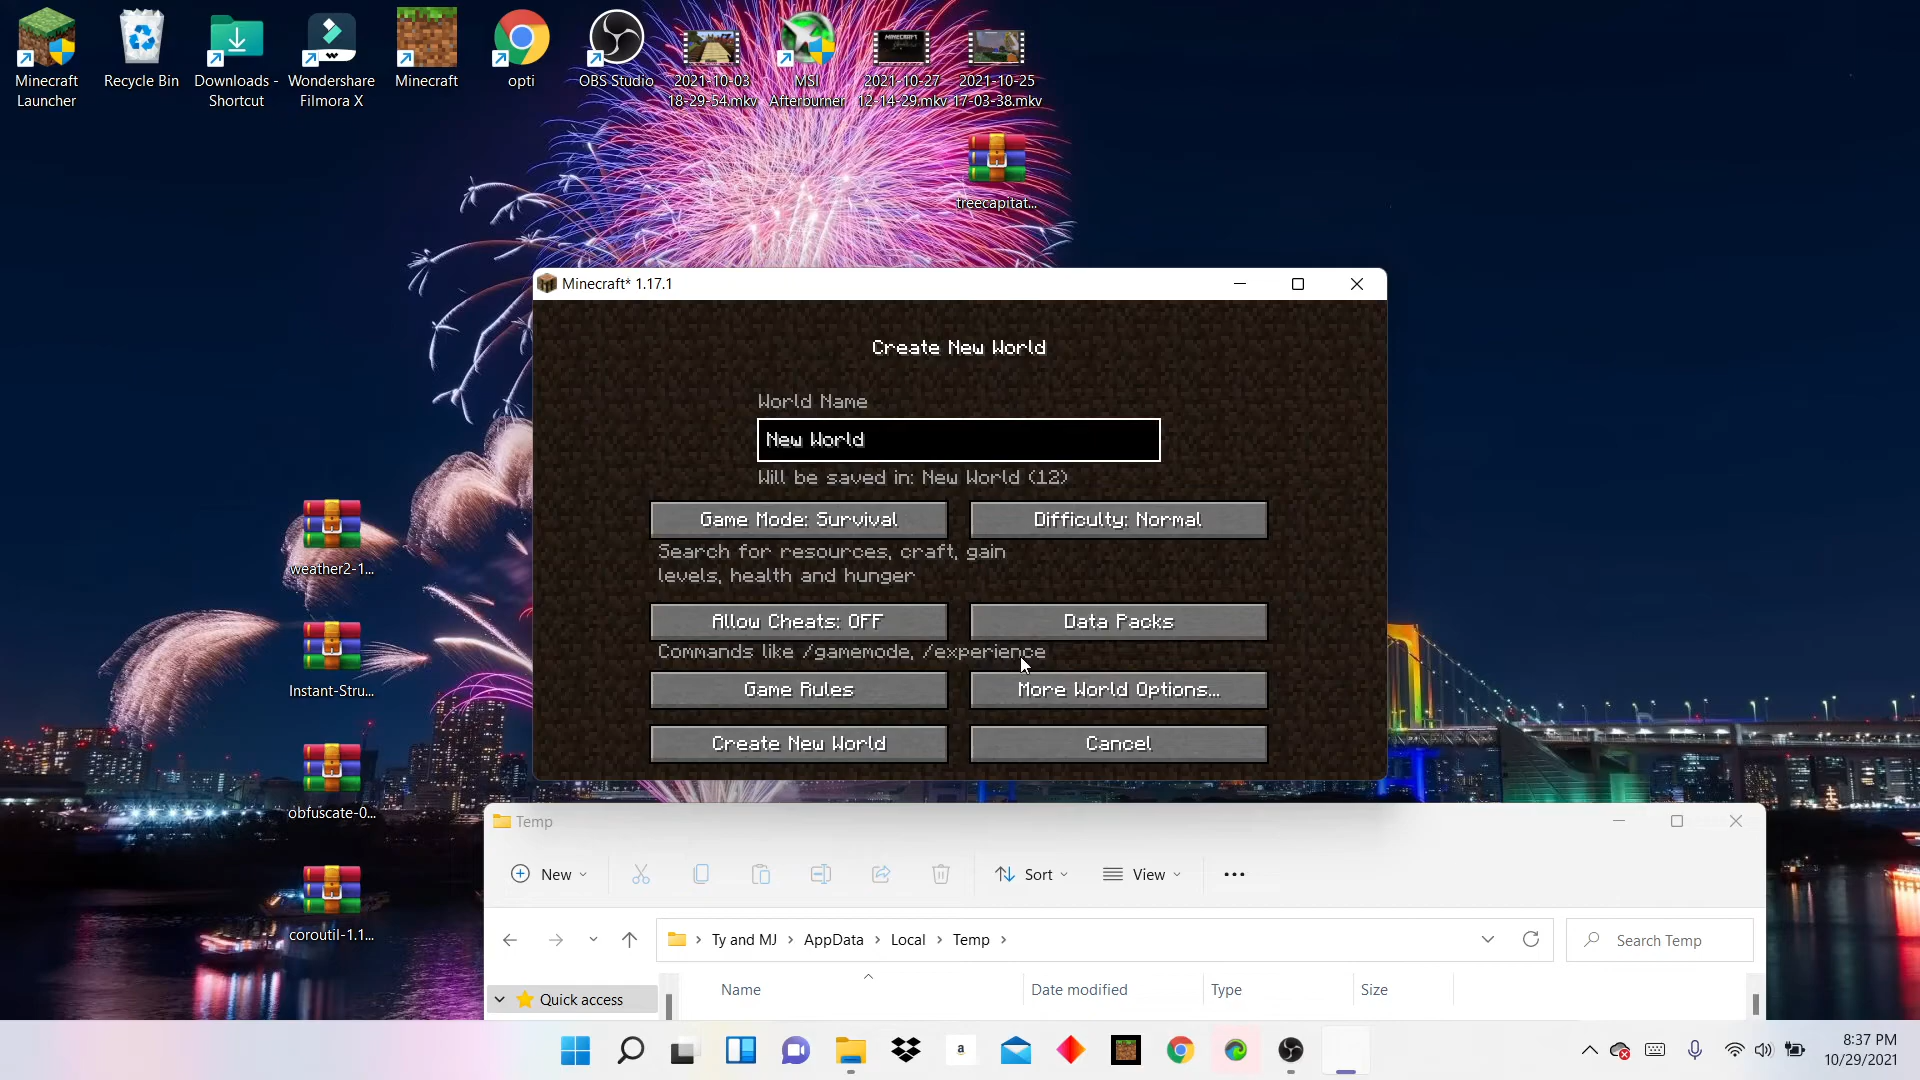 Minecraft
Launcher
Recycle Bin
Downloads -
Shortcut
Wondershare
Filmora X
Minecraft
opti
OBS Studio
2021-10-03
18-29-54.mkv
MSI
Afterburner
2021-10-27
12-14-29.mkv
2021-10-25
17-03-38.mkv
treecapitat...
Minecraft* 1.17.1
Create New World
World Name
New World
Will be saved in: New World (12)
Game Mode: Survival
Difficulty: Normal
Search for resources, craft, gain
levels, health and hunger
Allow Cheats: OFF
Data Packs
Commands like /gamemode, /experience
Game Rules
More World Options...
Create New World
Cancel
weather2-1...
Instant-Stru...
obfuscate-0...
coroutil-1.1...
Temp
New
Sort
View
Ty and MJ
AppData
Local
Temp
Search Temp
Quick access
Name
Date modified
Type
Size
a
8:37 PM
10/29/2021